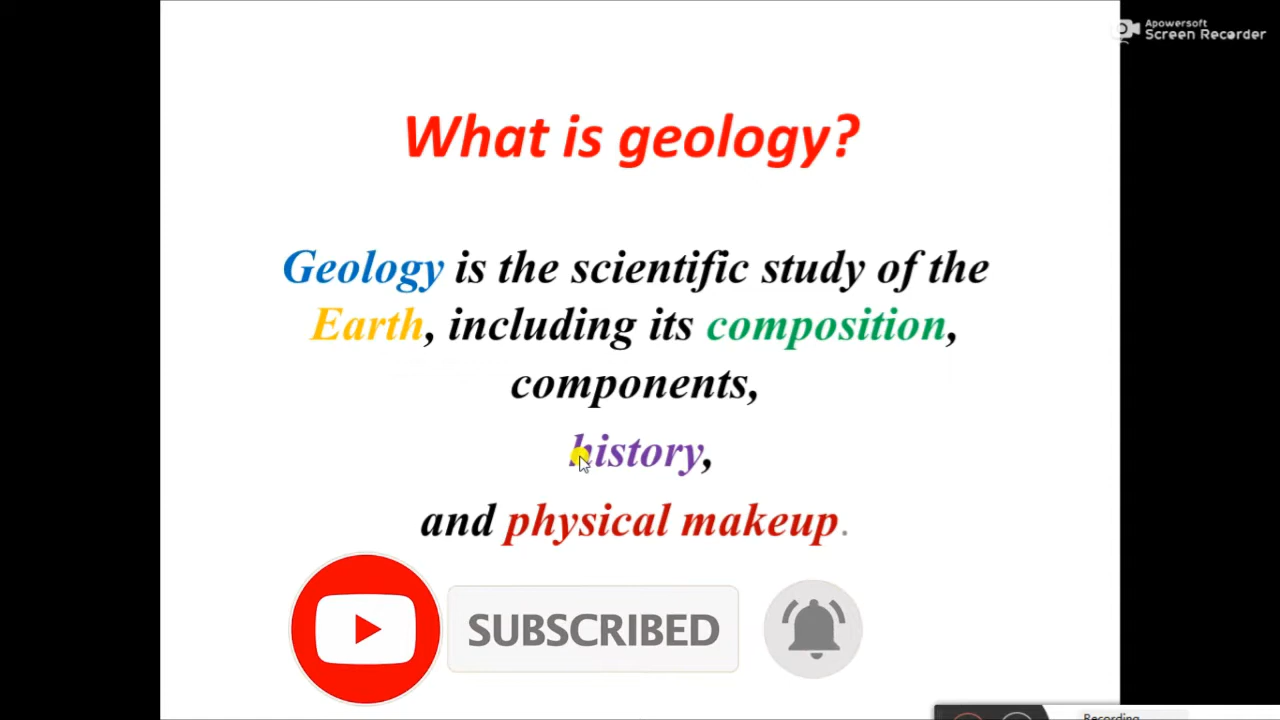 Apowersoft
Screen Recorder
What is geology?
Geology is the scientific study of the
Earth, including its composition,
components,
history,
and physical makeup.
SUBSCRIBED
Recording